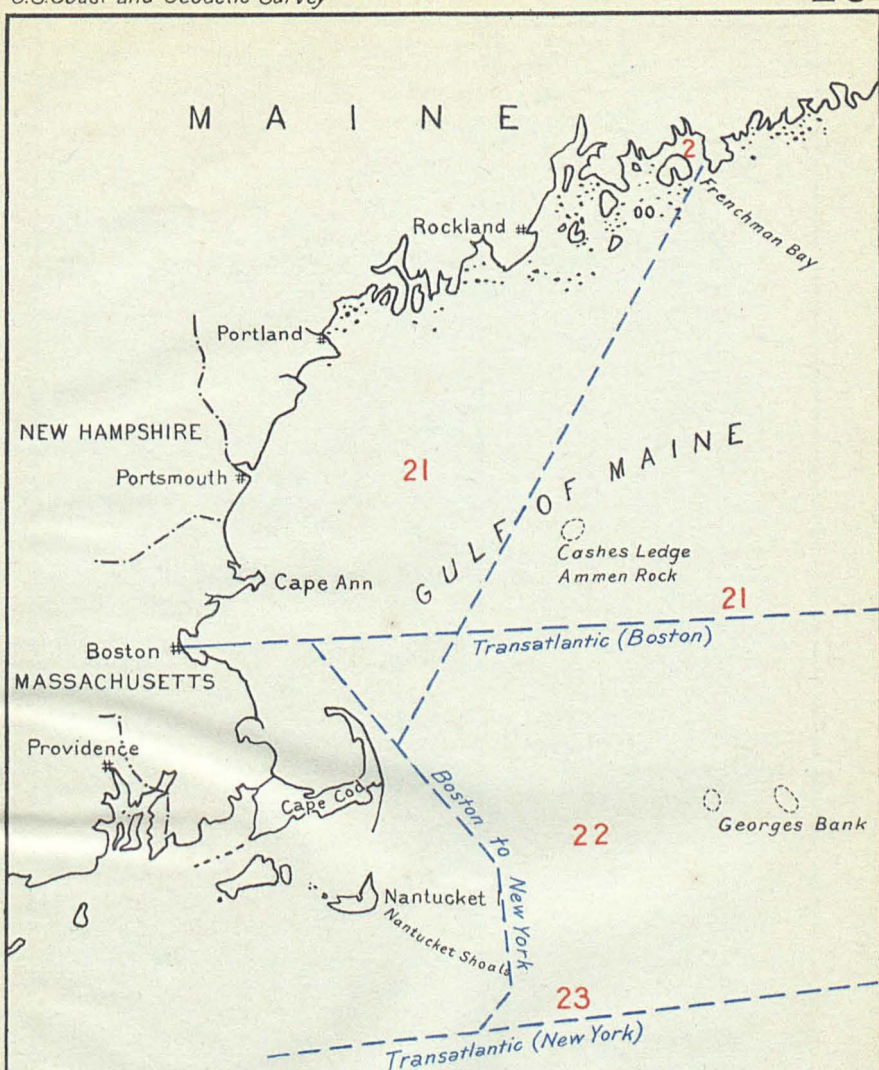 U.S. Coast and Geodetic Survey
MAINE
2
Frenchman Bay
Rockland
Portland
NEW HAMPSHIRE
21
GULF OF MAINE
Portsmouth
Cashes Ledge
Ammen Rock
Cape Ann
21
Boston
Transatlantic (Boston)
MASSACHUSETTS
Providence
Cape Cod
Boston to New York
22
Georges Bank
Nantucket
Nantucket Shoals
23
Transatlantic (New York)